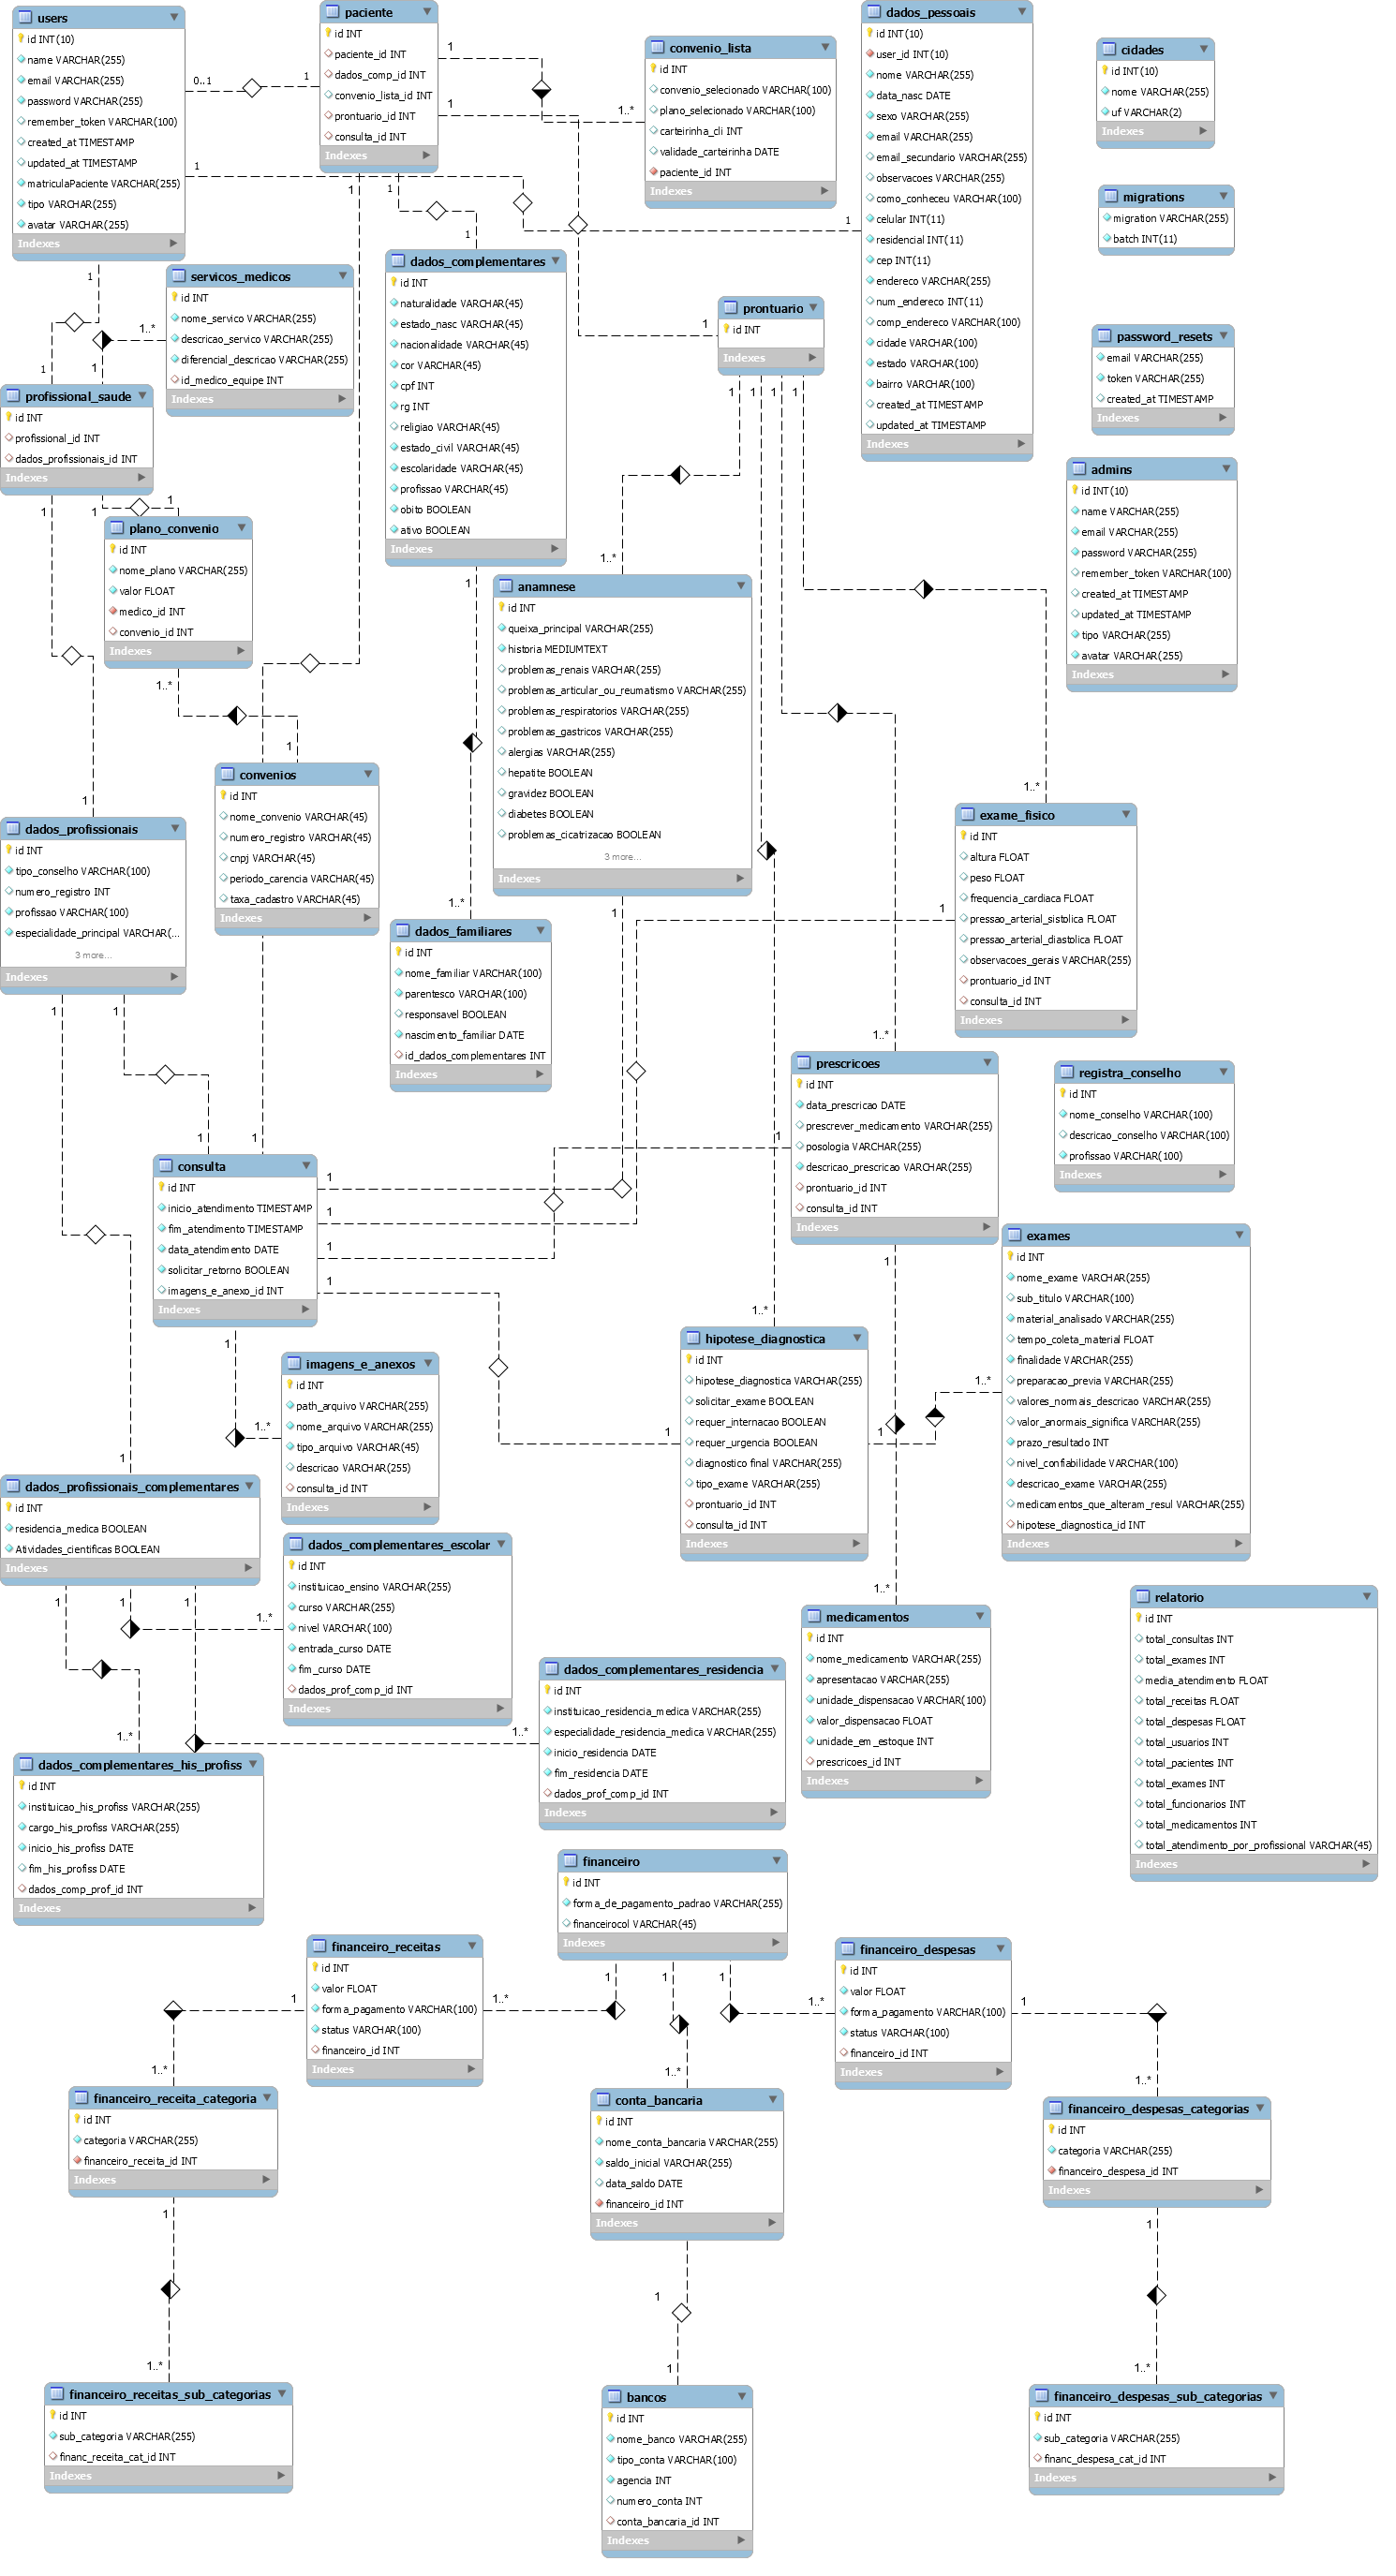 users
id INT(10)
name VARCHAR(255)
email VARCHAR(255)
password VARCHAR(255)
remember_token VARCHAR(100)
created_at TIMESTAMP
updated_at TIMESTAMP
matriculaPaciente VARCHAR(255)
tipo VARCHAR(255)
avatar VARCHAR(255)
Indexes
0..1
1
1
1
paciente
id INT
paciente_id INT
dados_comp_id INT
convenio_lista_id INT
prontuario_id INT
consulta_id INT
Indexes
1
1
1
1
convenio_lista
id INT
convenio_selecionado VARCHAR(100)
plano_selecionado VARCHAR(100)
carteirinha_cli INT
validade_carteirinha DATE
paciente_id INT
Indexes
1..*
dados_pessoais
id INT(10)
user_id INT(10)
nome VARCHAR(255)
data_nasc DATE
sexo VARCHAR(255)
email VARCHAR(255)
email_secundario VARCHAR(255)
observacoes VARCHAR(255)
como_conheceu VARCHAR(100)
celular INT(11)
residencial INT(11)
cep INT(11)
endereco VARCHAR(255)
num_endereco INT(11)
comp_endereco VARCHAR(100)
cidade VARCHAR(100)
estado VARCHAR(100)
bairro VARCHAR(100)
created_at TIMESTAMP
updated_at TIMESTAMP
Indexes
1
cidades
id INT(10)
nome VARCHAR(255)
uf VARCHAR(2)
Indexes
migrations
migration VARCHAR(255)
batch INT(11)
Indexes
password_resets
email VARCHAR(255)
token VARCHAR(255)
created_at TIMESTAMP
Indexes
admins
id INT(10)
name VARCHAR(255)
email VARCHAR(255)
password VARCHAR(255)
remember_token VARCHAR(100)
created_at TIMESTAMP
updated_at TIMESTAMP
tipo VARCHAR(255)
avatar VARCHAR(255)
Indexes
servicos_medicos
id INT
nome_servico VARCHAR(255)
descricao_servico VARCHAR(255)
diferencial_descricao VARCHAR(255)
id_medico_equipe INT
Indexes
1..*
1
1
profissional_saude
id INT
profissional_id INT
dados_profissionais_id INT
Indexes
1
1
1
plano_convenio
id INT
nome_plano VARCHAR(255)
valor FLOAT
medico_id INT
convenio_id INT
Indexes
1..*
1
dados_complementares
id INT
naturalidade VARCHAR(45)
estado_nasc VARCHAR(45)
nacionalidade VARCHAR(45)
cor VARCHAR(45)
cpf INT
rg INT
religiao VARCHAR(45)
estado_civil VARCHAR(45)
escolaridade VARCHAR(45)
profissao VARCHAR(45)
obito BOOLEAN
ativo BOOLEAN
Indexes
1
1
prontuario
id INT
Indexes
1
1
1
1
1
anamnese
id INT
queixa_principal VARCHAR(255)
historia MEDIUMTEXT
problemas_renais VARCHAR(255)
problemas_articular_ou_reumatismo VARCHAR(255)
problemas_respiratorios VARCHAR(255)
problemas_gastricos VARCHAR(255)
alergias VARCHAR(255)
hepatite BOOLEAN
gravidez BOOLEAN
diabetes BOOLEAN
problemas_cicatrizacao BOOLEAN
3 more...
Indexes
1..*
1
convenios
id INT
nome_convenio VARCHAR(45)
numero_registro VARCHAR(45)
cnpj VARCHAR(45)
periodo_carencia VARCHAR(45)
taxa_cadastro VARCHAR(45)
Indexes
dados_profissionais
id INT
tipo_conselho VARCHAR(100)
numero_registro INT
profissao VARCHAR(100)
especialidade_principal VARCHAR(...
3 more...
Indexes
1
1
1
exame_fisico
id INT
altura FLOAT
peso FLOAT
frequencia_cardiaca FLOAT
pressao_arterial_sistolica FLOAT
pressao_arterial_diastolica FLOAT
observacoes_gerais VARCHAR(255)
prontuario_id INT
consulta_id INT
Indexes
1..*
1
dados_familiares
id INT
nome_familiar VARCHAR(100)
parentesco VARCHAR(100)
responsavel BOOLEAN
nascimento_familiar DATE
id_dados_complementares INT
Indexes
1..*
prescricoes
id INT
data_prescricao DATE
prescrever_medicamento VARCHAR(255)
posologia VARCHAR(255)
descricao_prescricao VARCHAR(255)
prontuario_id INT
consulta_id INT
Indexes
1..*
1
1
registra_conselho
id INT
nome_conselho VARCHAR(100)
descricao_conselho VARCHAR(100)
profissao VARCHAR(100)
Indexes
consulta
id INT
inicio_atendimento TIMESTAMP
fim_atendimento TIMESTAMP
data_atendimento DATE
solicitar_retorno BOOLEAN
imagens_e_anexo_id INT
Indexes
1
1
1
1
1
1
1
exames
id INT
nome_exame VARCHAR(255)
sub_titulo VARCHAR(100)
material_analisado VARCHAR(255)
tempo_coleta_material FLOAT
finalidade VARCHAR(255)
preparacao_previa VARCHAR(255)
valores_normais_descricao VARCHAR(255)
valor_anormais_significa VARCHAR(255)
prazo_resultado INT
nivel_confiabilidade VARCHAR(100)
descricao_exame VARCHAR(255)
medicamentos_que_alteram_resul VARCHAR(255)
hipotese_diagnostica_id INT
Indexes
1..*
hipotese_diagnostica
id INT
hipotese_diagnostica VARCHAR(255)
solicitar_exame BOOLEAN
requer_internacao BOOLEAN
requer_urgencia BOOLEAN
diagnostico final VARCHAR(255)
tipo_exame VARCHAR(255)
prontuario_id INT
consulta_id INT
Indexes
1..*
1
1
imagens_e_anexos
id INT
path_arquivo VARCHAR(255)
nome_arquivo VARCHAR(255)
tipo_arquivo VARCHAR(45)
descricao VARCHAR(255)
consulta_id INT
Indexes
1..*
dados_profissionais_complementares
id INT
residencia_medica BOOLEAN
Atividades_cientificas BOOLEAN
Indexes
1
1
1
1
dados_complementares_escolar
id INT
instituicao_ensino VARCHAR(255)
curso VARCHAR(255)
nivel VARCHAR(100)
entrada_curso DATE
fim_curso DATE
dados_prof_comp_id INT
Indexes
1..*
medicamentos
id INT
nome_medicamento VARCHAR(255)
apresentacao VARCHAR(255)
unidade_dispensacao VARCHAR(100)
valor_dispensacao FLOAT
unidade_em_estoque INT
prescricoes_id INT
Indexes
1..*
relatorio
id INT
total_consultas INT
total_exames INT
media_atendimento FLOAT
total_receitas FLOAT
total_despesas FLOAT
total_usuarios INT
total_pacientes INT
total_exames INT
total_funcionarios INT
total_medicamentos INT
total_atendimento_por_profissional VARCHAR(45)
Indexes
dados_complementares_residencia
id INT
instituicao_residencia_medica VARCHAR(255)
especialidade_residencia_medica VARCHAR(255)
inicio_residencia DATE
fim_residencia DATE
dados_prof_comp_id INT
Indexes
1..*
dados_complementares_his_profiss
id INT
instituicao_his_profiss VARCHAR(255)
cargo_his_profiss VARCHAR(255)
inicio_his_profiss DATE
fim_his_profiss DATE
dados_comp_prof_id INT
Indexes
1..*
financeiro
id INT
forma_de_pagamento_padrao VARCHAR(255)
financeirocol VARCHAR(45)
Indexes
1
1
1
financeiro_receitas
id INT
valor FLOAT
forma_pagamento VARCHAR(100)
status VARCHAR(100)
financeiro_id INT
Indexes
1
1..*
financeiro_despesas
id INT
valor FLOAT
forma_pagamento VARCHAR(100)
status VARCHAR(100)
financeiro_id INT
Indexes
1..*
1
financeiro_receita_categoria
id INT
categoria VARCHAR(255)
financeiro_receita_id INT
Indexes
1..*
1
conta_bancaria
id INT
nome_conta_bancaria VARCHAR(255)
saldo_inicial VARCHAR(255)
data_saldo DATE
financeiro_id INT
Indexes
1..*
1
financeiro_despesas_categorias
id INT
categoria VARCHAR(255)
financeiro_despesa_id INT
Indexes
1..*
1
financeiro_receitas_sub_categorias
id INT
sub_categoria VARCHAR(255)
financ_receita_cat_id INT
Indexes
1..*
bancos
id INT
nome_banco VARCHAR(255)
tipo_conta VARCHAR(100)
agencia INT
numero_conta INT
conta_bancaria_id INT
Indexes
1
financeiro_despesas_sub_categorias
id INT
sub_categoria VARCHAR(255)
financ_despesa_cat_id INT
Indexes
1..*